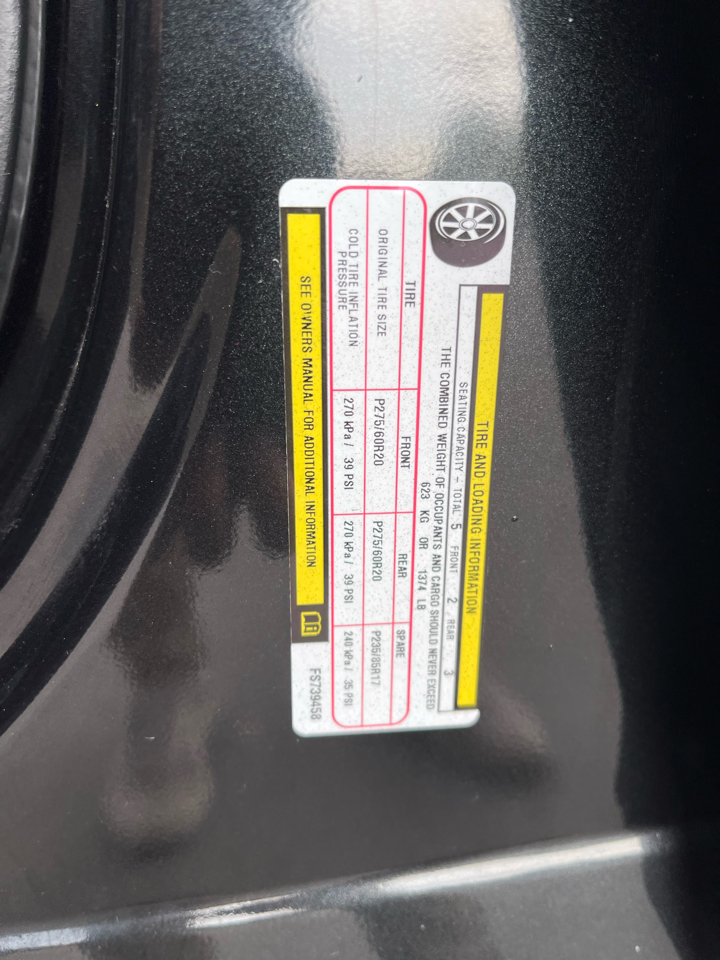 TIRE AND LOADING INFORMATION
SEATING CAPACITY - TOTAL 5 FRONT 2 REAR 3
THE COMBINED WEIGHT OF OCCUPANTS AND CARGO SHOULD NEVER EXCEED
623 KG OR 1374 LB
TIRE FRONT REAR SPARE
ORIGINAL TIRE SIZE P275/60R20 P275/60R20 P235/85R17
COLD TIRE INFLATION PRESSURE 270 kPa / 39 PSI 270 kPa / 39 PSI 240 kPa / 35 PSI
SEE OWNERS MANUAL FOR ADDITIONAL INFORMATION
FS739458